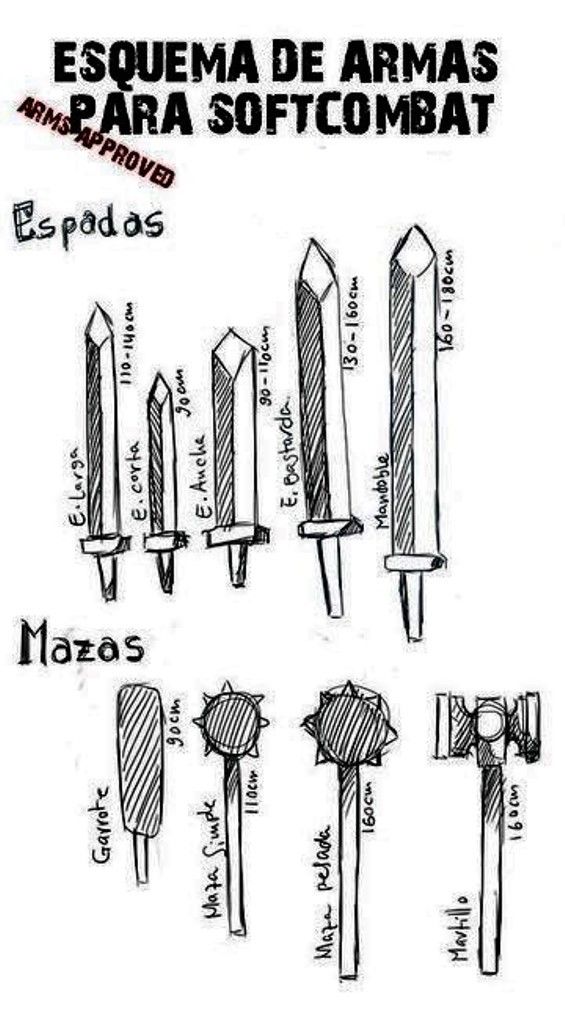 ESQUEMA DE ARMAS
PARA SOFTCOMBAT
ARMS APPROVED
Espadas
E. Larga
110-140cm
E. corta
90cm
E. Ancha
90-110cm
E. Bastarda
130-160cm
Mandoble
160-180cm
Mazas
Garrote
90cm
Maza Simple
110cm
Maza pesada
160cm
Martillo
160cm